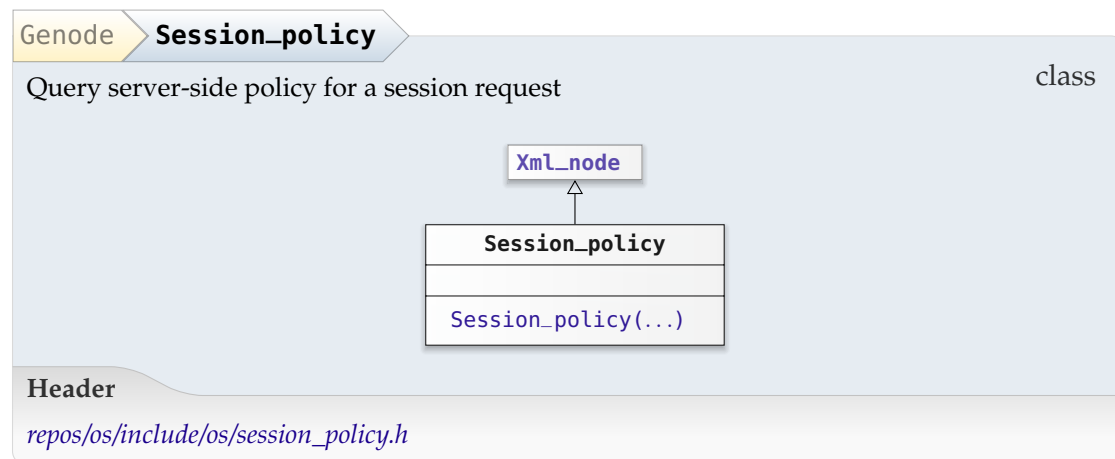 Genode Session_policy
Query server-side policy for a session request
class
Xml_node
Session_policy
Session_policy(...)
Header
repos/os/include/os/session_policy.h